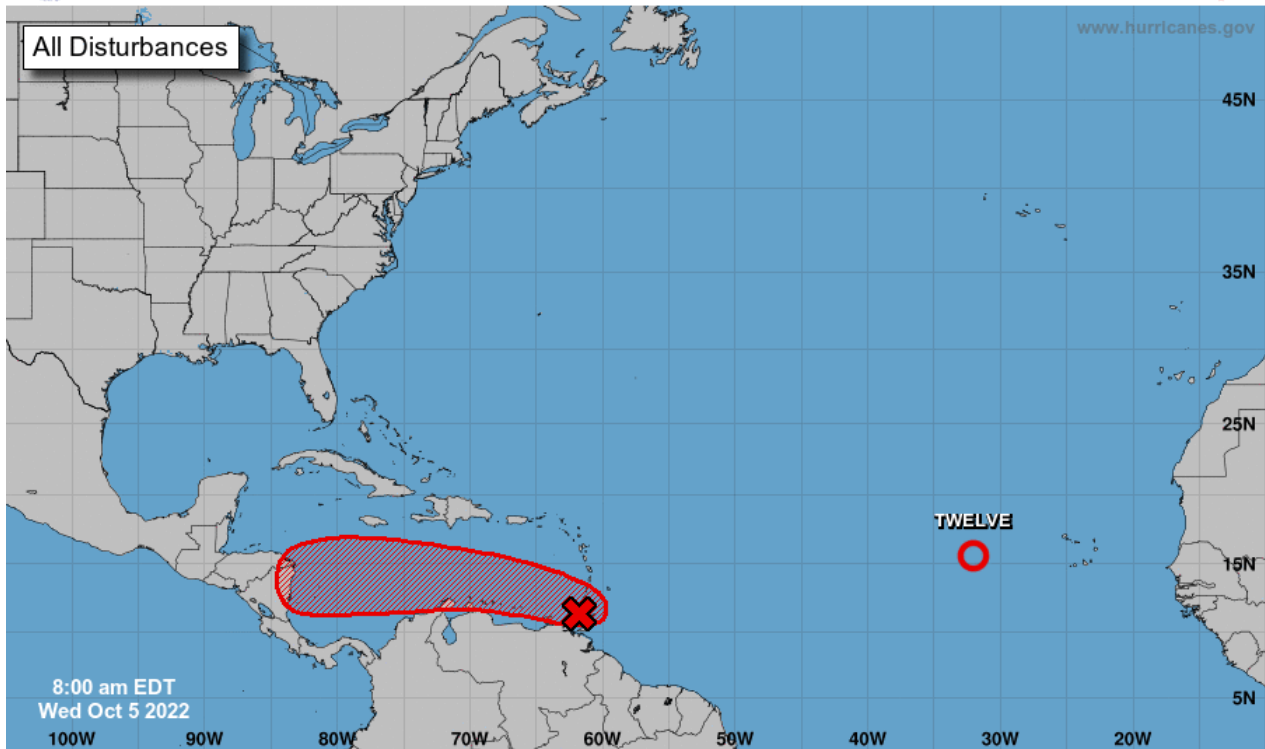 All Disturbances
www.hurricanes.gov
45N
35N
25N
TWELVE
15N
8:00 am EDT
Wed Oct 5 2022
5N
100W 90W 80W 70W 60W 50W 40W 30W 20W